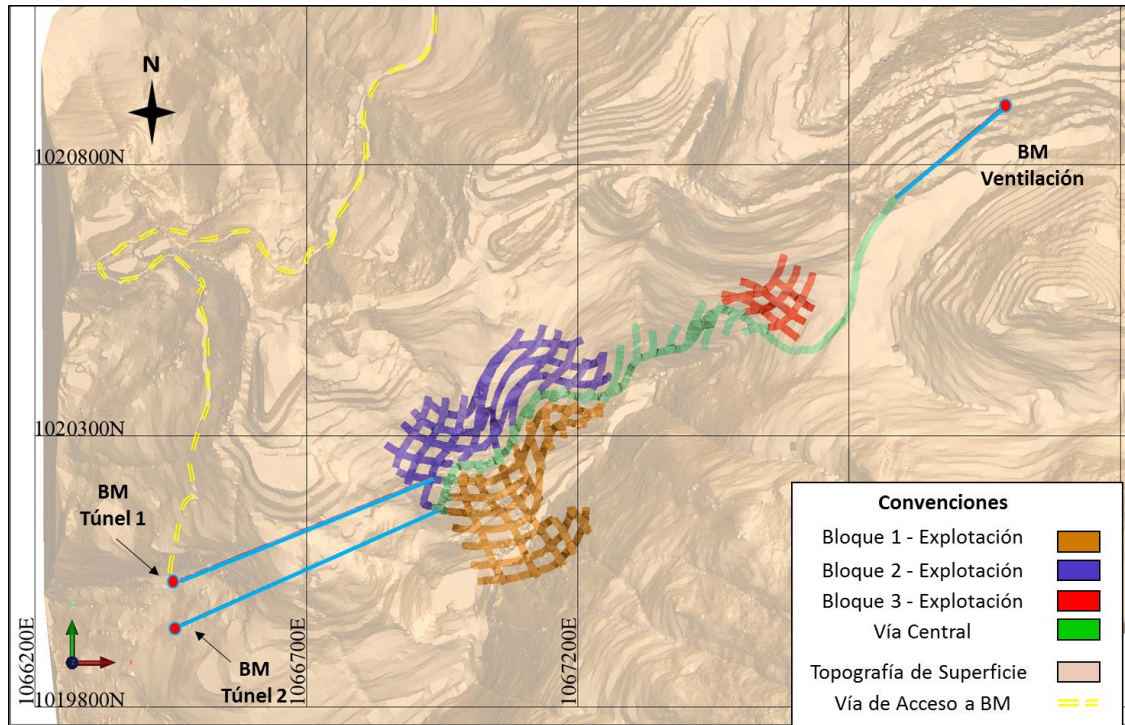 N
1020800N
BM
Ventilación
1020300N
BM
Túnel 1
BM
Túnel 2
1019800N
1066200E
1066700E
1067200E
Convenciones
Bloque 1 - Explotación
Bloque 2 - Explotación
Bloque 3 - Explotación
Vía Central
Topografía de Superficie
Vía de Acceso a BM